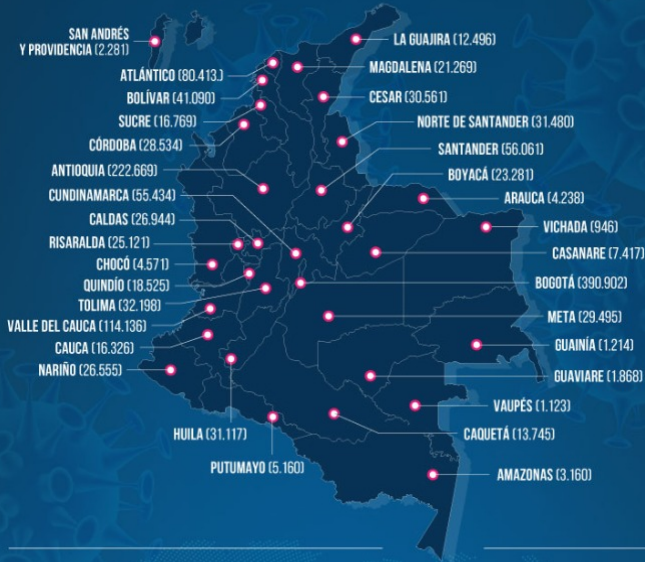 SAN ANDRÉS
Y PROVIDENCIA (2.281)
ATLÁNTICO (80.413.)
BOLÍVAR (41.090)
SUCRE (16.769)
CÓRDOBA (28.534)
ANTIOQUIA (222.669)
CUNDINAMARCA (55.434)
CALDAS (26.944)
RISARALDA (25.121)
CHOCÓ (4.571)
QUINDÍO (18.525)
TOLIMA (32.198)
VALLE DEL CAUCA (114.136)
CAUCA (16.326)
NARIÑO (26.555)
HUILA (31.117)
PUTUMAYO (5.160)
LA GUAJIRA (12.496)
MAGDALENA (21.269)
CESAR (30.561)
NORTE DE SANTANDER (31.480)
SANTANDER (56.061)
BOYACÁ (23.281)
ARAUCA (4.238)
VICHADA (946)
CASANARE (7.417)
BOGOTÁ (390.902)
META (29.495)
GUAINÍA (1.214)
GUAVIARE (1.868)
VAUPÉS (1.123)
CAQUETÁ (13.745)
AMAZONAS (3.160)